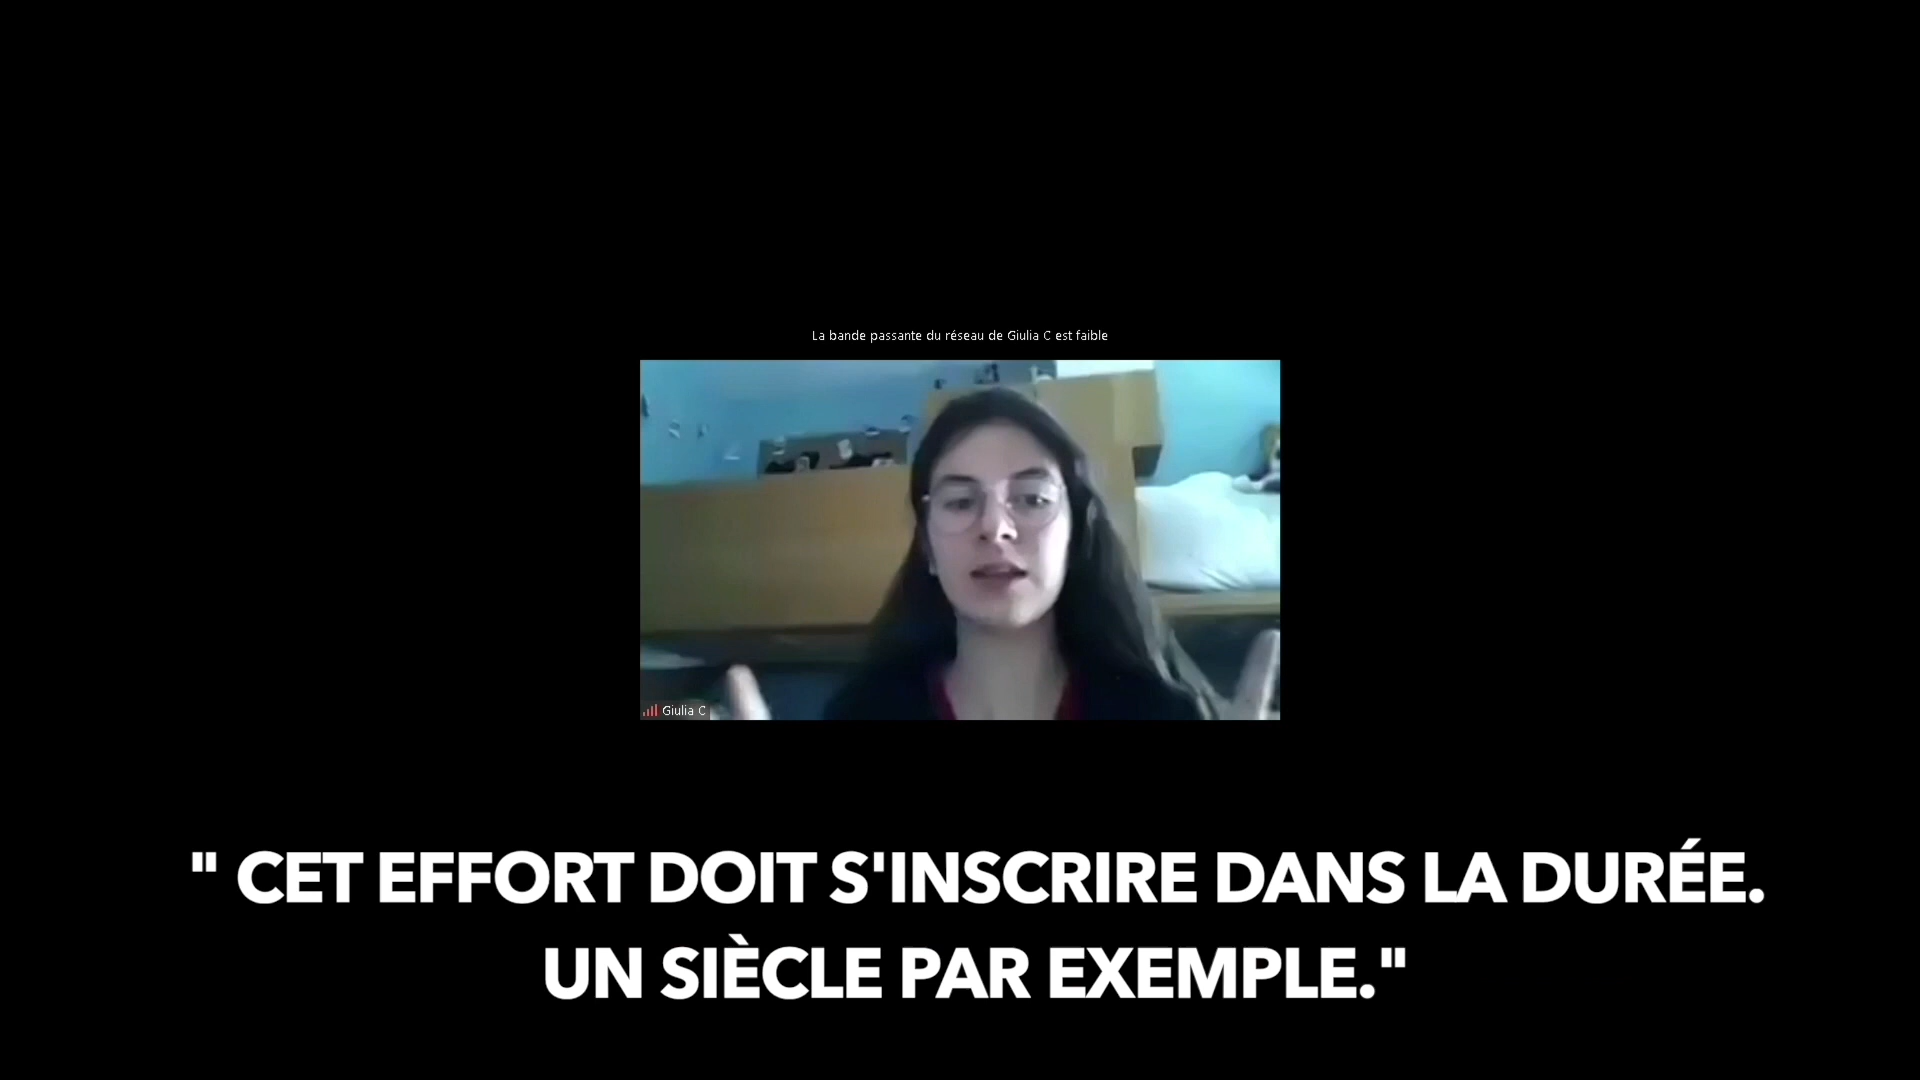 La bande passante du réseau de Giulia C est faible
Giulia C
" CET EFFORT DOIT S'INSCRIRE DANS LA DURÉE.
UN SIÈCLE PAR EXEMPLE."